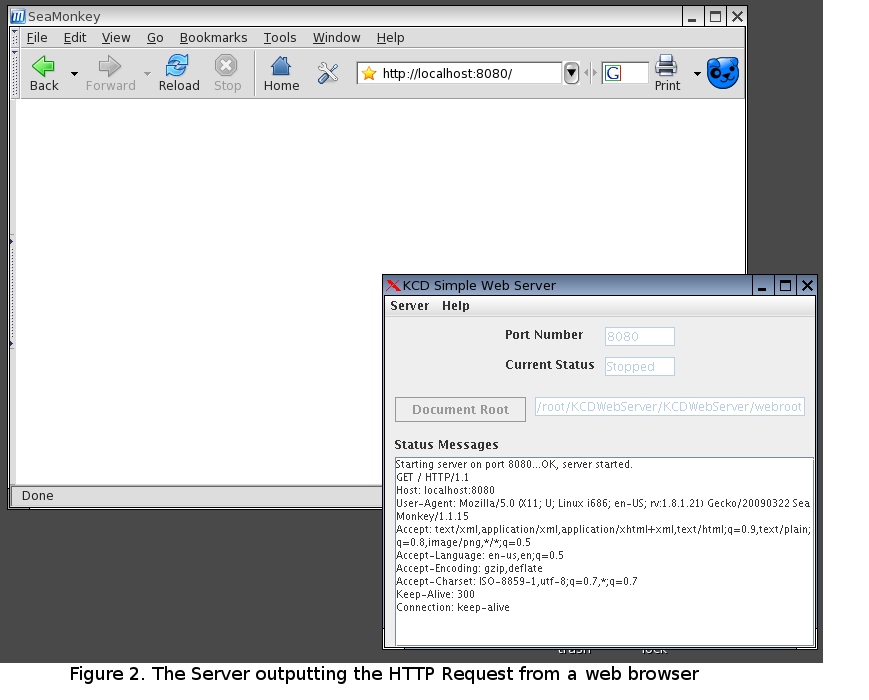 SeaMonkey
File Edit View Go Bookmarks Tools Window Help
Back Forward Reload Stop Home http://localhost:8080/ G Print
KCD Simple Web Server
Server Help
Port Number 8080
Current Status Stopped
Document Root /root/KCDWebServer/KCDWebServer/webroot
Status Messages
Starting server on port 8080...OK, server started.
GET / HTTP/1.1
Host: localhost:8080
User-Agent: Mozilla/5.0 (X11; U; Linux i686; en-US; rv:1.8.1.21) Gecko/20090322 Sea
Monkey/1.1.15
Accept: text/xml,application/xml,application/xhtml+xml,text/html;q=0.9,text/plain;
q=0.8,image/png,*/*;q=0.5
Accept-Language: en-us,en;q=0.5
Accept-Encoding: gzip,deflate
Accept-Charset: ISO-8859-1,utf-8;q=0.7,*;q=0.7
Keep-Alive: 300
Connection: keep-alive
Done
trash lock
Figure 2. The Server outputting the HTTP Request from a web browser